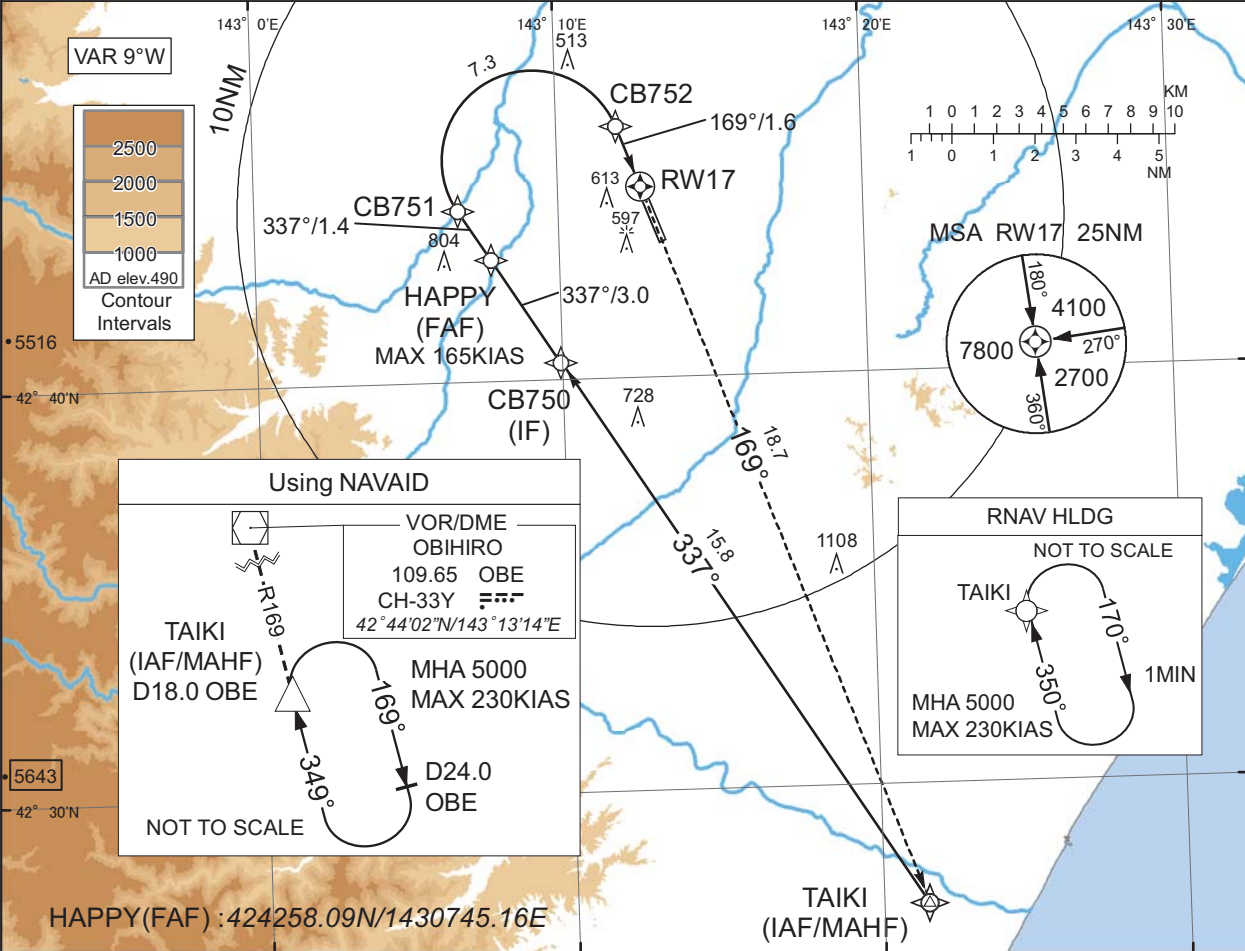 143° 0'E
143° 10'E
143° 20'E
143° 30'E
VAR 9°W
10NM
7.3
513
CB752
169°/1.6
KM
1 0 1 2 3 4 5 6 7 8 9 10
1 0 1 2 3 4 5
NM
2500
2000
1500
1000
AD elev.490
Contour
Intervals
613
RW17
CB751
597
337°/1.4
804
MSA RW17 25NM
180°
4100
270°
7800
2700
360°
HAPPY
(FAF)
MAX 165KIAS
337°/3.0
5516
42° 40'N
CB750
(IF)
728
18.7
169°
15.8
337°
1108
Using NAVAID
VOR/DME
OBIHIRO
109.65 OBE
CH-33Y
42°44'02"N/143°13'14"E
R169
TAIKI
(IAF/MAHF)
D18.0 OBE
MHA 5000
MAX 230KIAS
169°
349°
D24.0
OBE
NOT TO SCALE
RNAV HLDG
NOT TO SCALE
TAIKI
170°
350°
1MIN
MHA 5000
MAX 230KIAS
5643
42° 30'N
TAIKI
(IAF/MAHF)
HAPPY(FAF) :424258.09N/1430745.16E